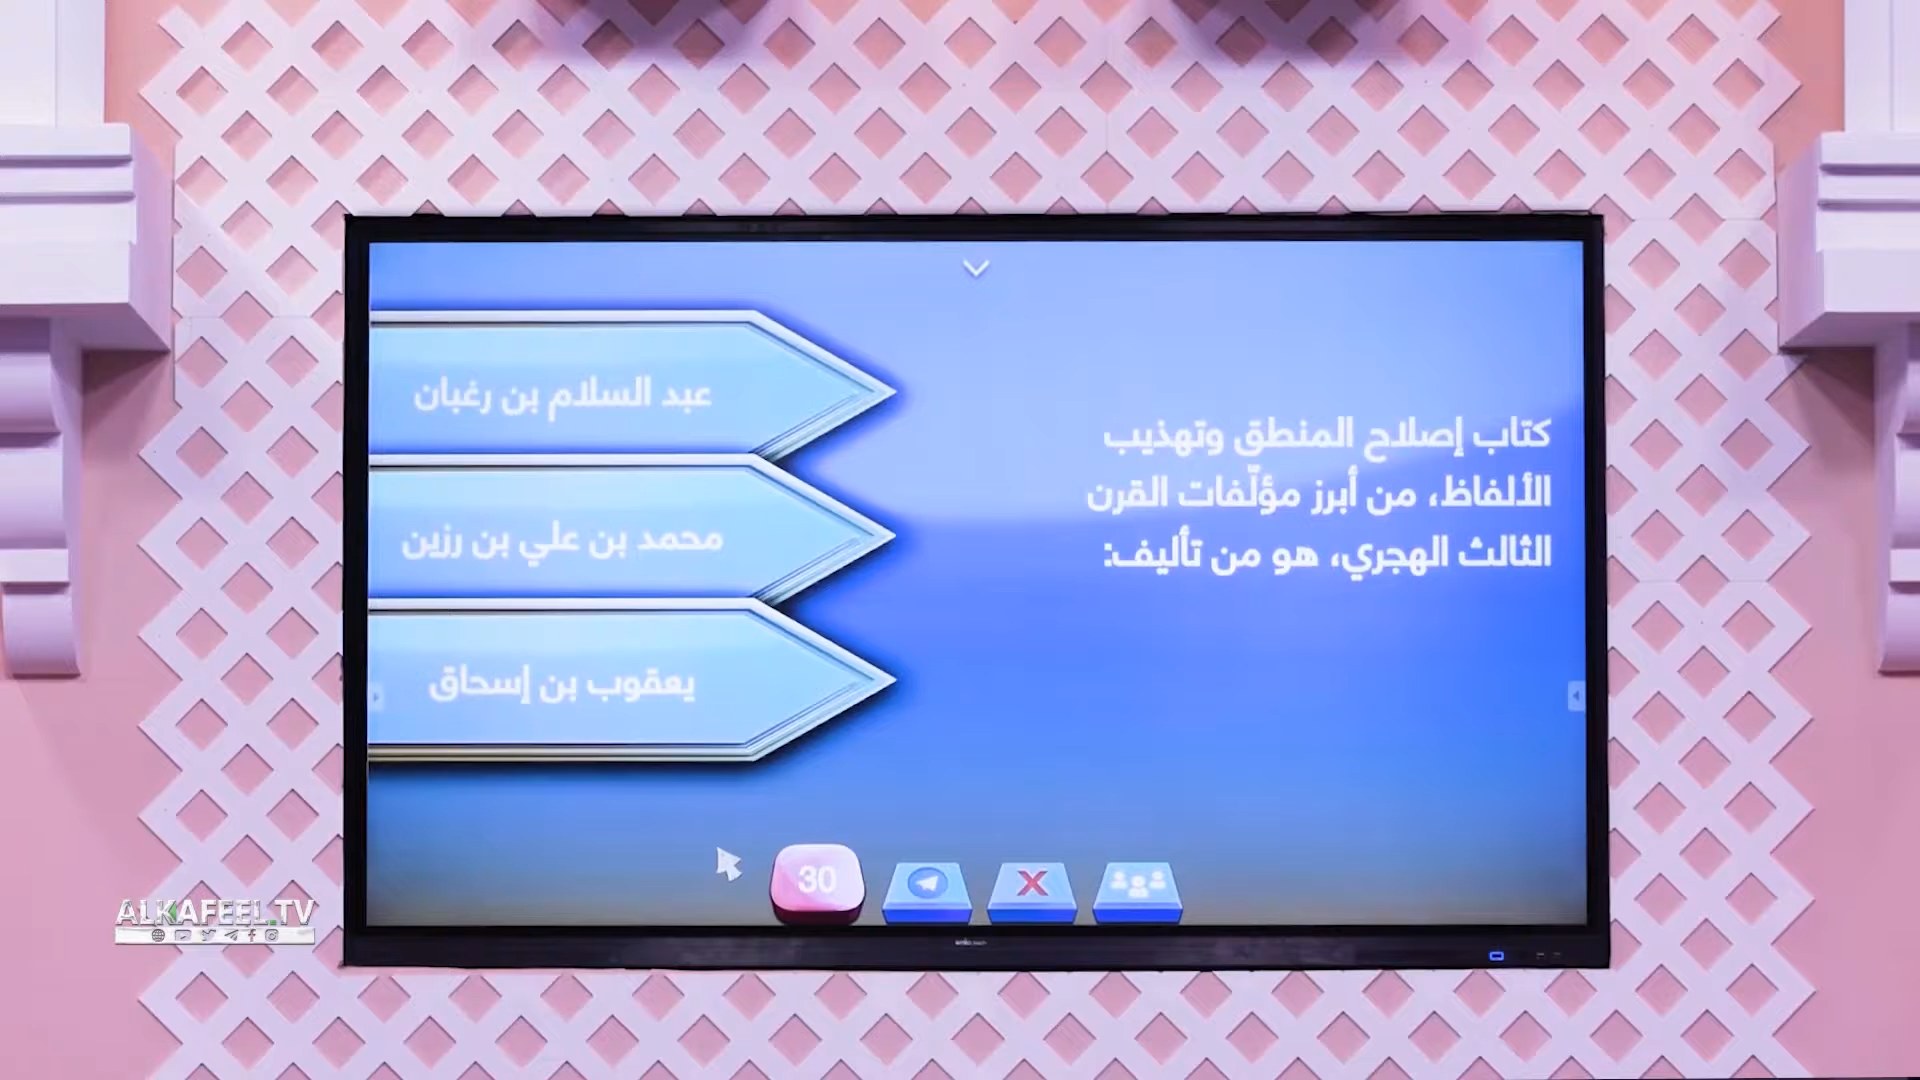 كتاب إصلاح المنطق وتهذيب
الألفاظ، من أبرز مؤلّفات القرن
الثالث الهجري، هو من تأليف:
عبد السلام بن رغبان
محمد بن علي بن رزين
يعقوب بن إسحاق
30
ALKAFEEL.TV